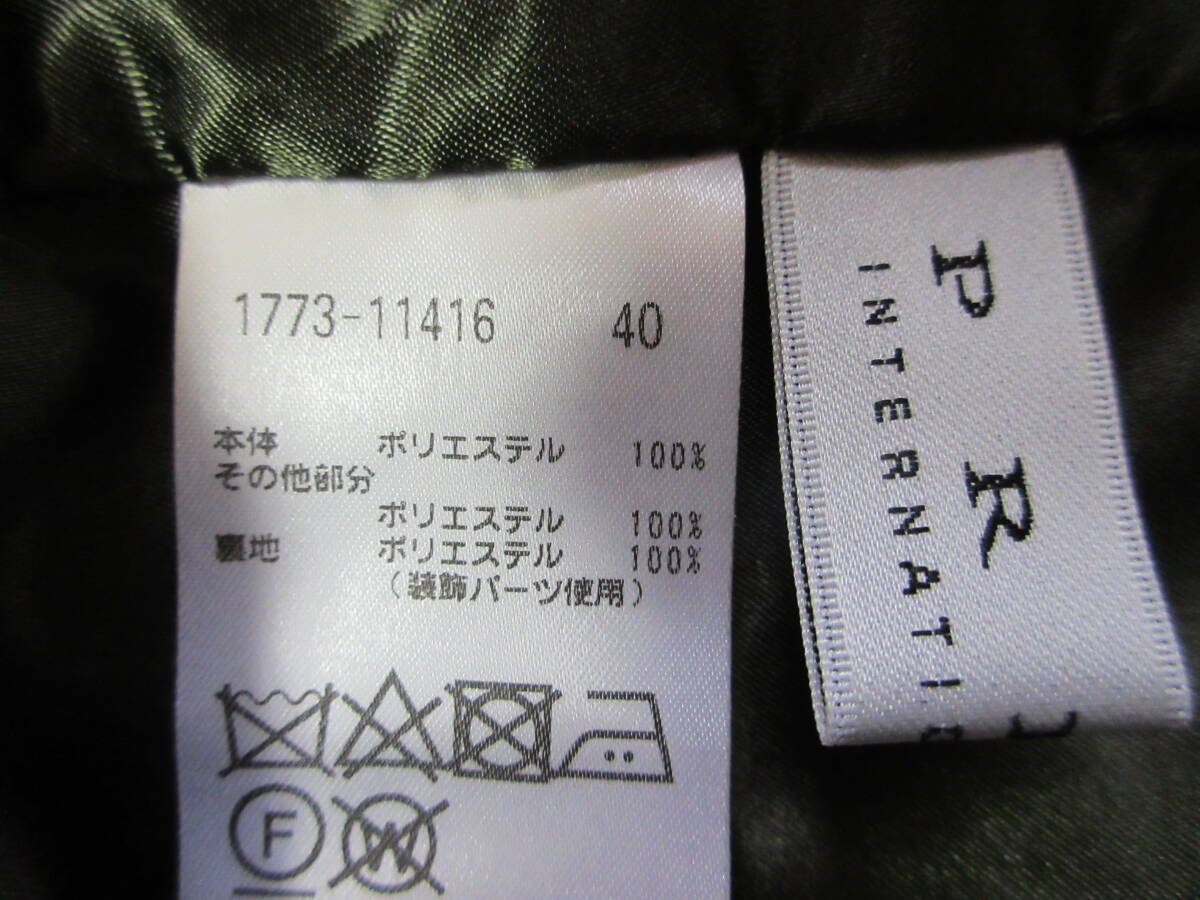 1773-11416 40
本体 ポリエステル 100%
その他部分
ポリエステル 100%
裏地 ポリエステル 100%
(装飾パーツ使用)
F
W
P R
INTERNATI